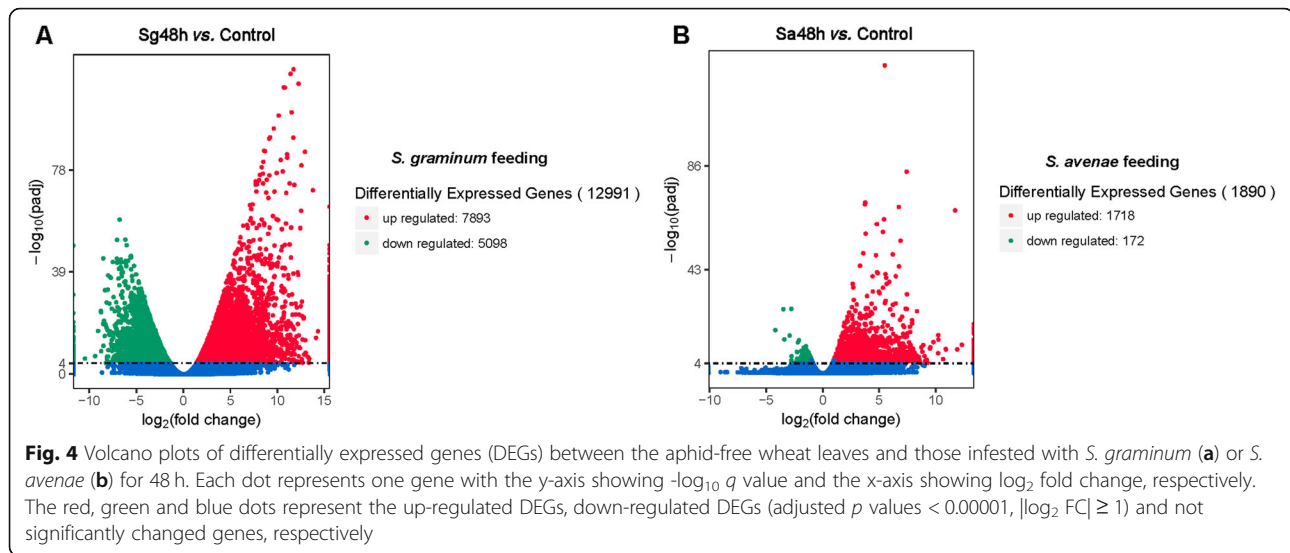 A
Sg48h vs. Control
−log10(padj)
78
39
4
0
−10
−5
0
5
10
15
log2(fold change)
S. graminum feeding
Differentially Expressed Genes ( 12991 )
up regulated: 7893
down regulated: 5098
B
Sa48h vs. Control
−log10(padj)
86
43
4
−10
−5
0
5
10
log2(fold change)
S. avenae feeding
Differentially Expressed Genes ( 1890 )
up regulated: 1718
down regulated: 172
Fig. 4 Volcano plots of differentially expressed genes (DEGs) between the aphid-free wheat leaves and those infested with S. graminum (a) or S.
avenae (b) for 48 h. Each dot represents one gene with the y-axis showing -log10 q value and the x-axis showing log2 fold change, respectively.
The red, green and blue dots represent the up-regulated DEGs, down-regulated DEGs (adjusted p values < 0.00001, |log2 FC| ≥ 1) and not
significantly changed genes, respectively